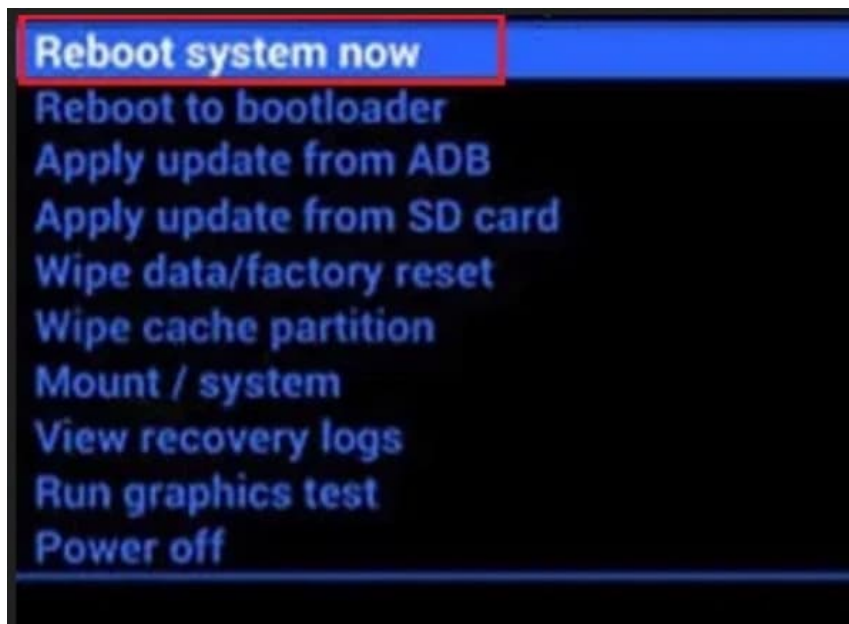 Reboot system now
Reboot to bootloader
Apply update from ADB
Apply update from SD card
Wipe data/factory reset
Wipe cache partition
Mount / system
View recovery logs
Run graphics test
Power off